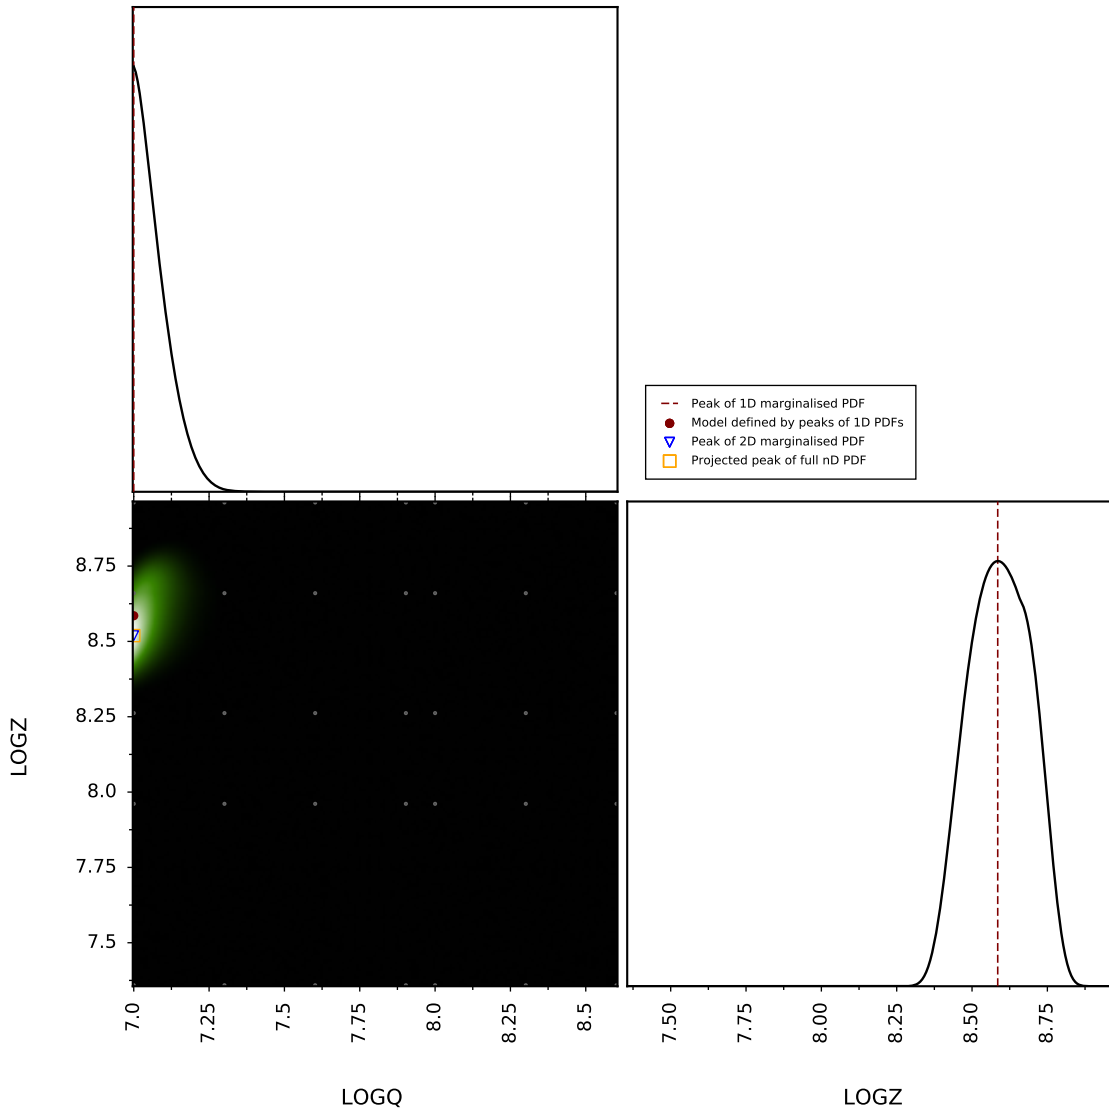 Peak of 1D marginalised PDF
Model defined by peaks of 1D PDFs
Peak of 2D marginalised PDF
Projected peak of full nD PDF
8.75
8.5
8.25
8.0
7.75
7.5
LOGZ
7.0 7.25 7.5 7.75 8.0 8.25 8.5
7.50 7.75 8.00 8.25 8.50 8.75
LOGQ
LOGZ